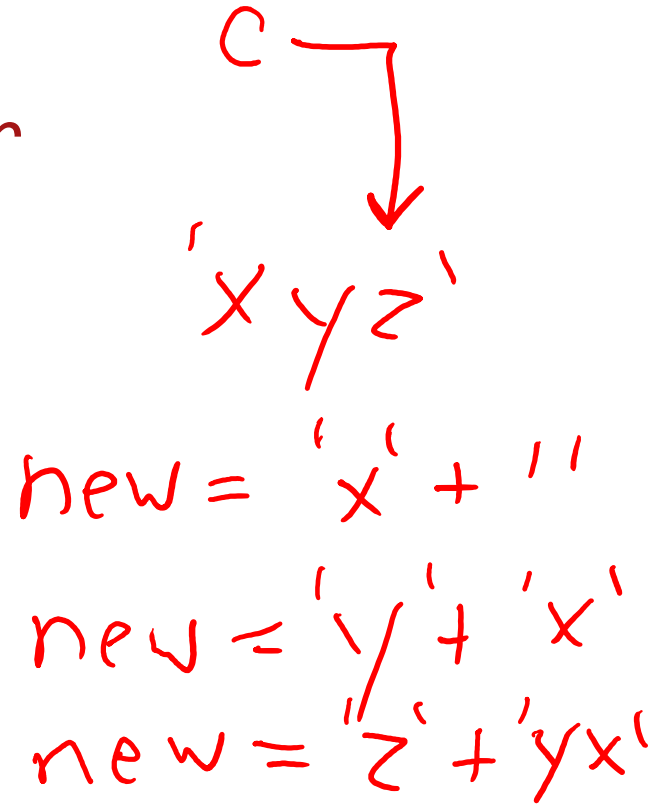 C
'xyz'
new = 'x' + ''
new = 'y' + 'x'
new = 'z' + 'yx'